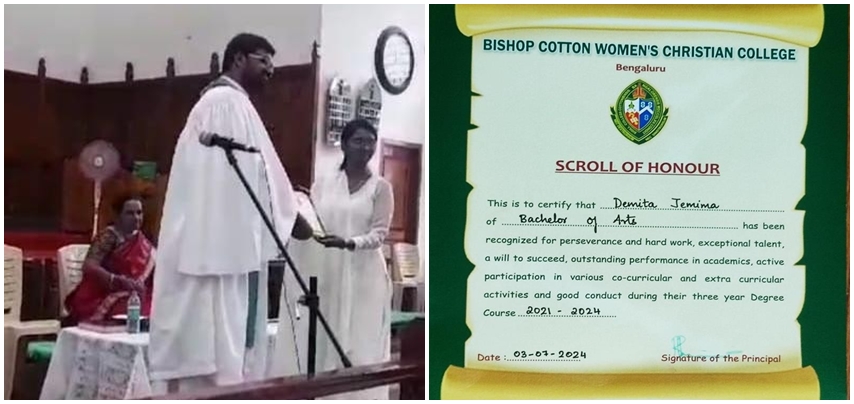 BISHOP COTTON WOMEN'S CHRISTIAN COLLEGE
Bengaluru
SCROLL OF HONOUR
This is to certify that Demita Jemima
of Bachelor of Arts has been
recognized for perseverance and hard work, exceptional talent,
a will to succeed, outstanding performance in academics, active
participation in various co-curricular and extra curricular
activities and good conduct during their three year Degree
Course 2021 - 2024
Date : 03-07-2024 Signature of the Principal